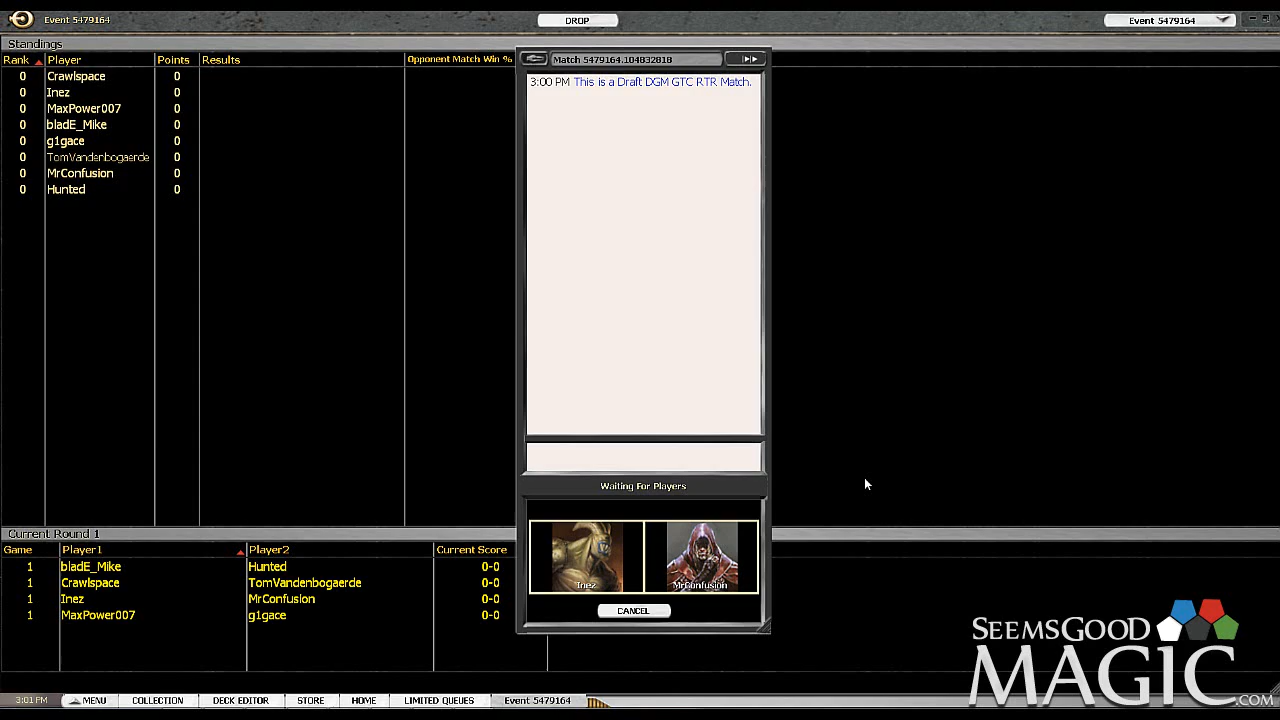 Event 5479164
DROP
Event 5479164
Standings
Rank Player Points Results Opponent Match Win %
0 Crawlspace 0
0 Inez 0
0 MaxPower007 0
0 bladE_Mike 0
0 g1gace 0
0 TomVandenbogaerde 0
0 MrConfusion 0
0 Hunted 0
Match 5479164.104832818
3:00 PM This is a Draft DGM GTC RTR Match.
Waiting For Players
Inez MrConfusion
CANCEL
Current Round 1
Game Player1 Player2 Current Score
1 bladE_Mike Hunted 0-0
1 Crawlspace TomVandenbogaerde 0-0
1 Inez MrConfusion 0-0
1 MaxPower007 g1gace 0-0
SEEMSGOOD
MAGIC.COM
3:01 PM MENU COLLECTION DECK EDITOR STORE HOME LIMITED QUEUES Event 5479164